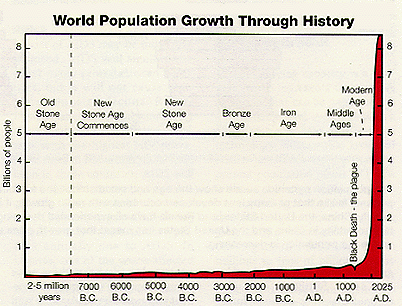 World Population Growth Through History
8 8
7 7
6 6
5 5
4 4
3 3
2 2
1 1
Billions of people
Old
Stone
Age
New
Stone Age
Commences
New
Stone
Age
Bronze
Age
Iron
Age
Middle
Ages
Modern
Age
Black Death - the plague
2-5 million 7000 6000 5000 4000 3000 2000 1000 1 1000 2025
years B.C. B.C. B.C. B.C. B.C. B.C. B.C. A.D. A.D. A.D.